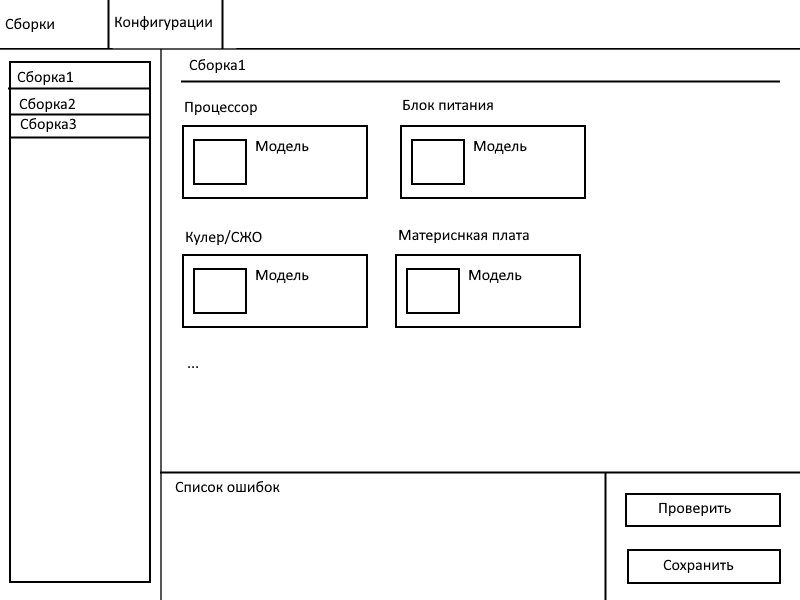 Сборки
Конфигурации
Сборка1
Сборка2
Сборка3
Сборка1
Процессор
Блок питания
Модель
Модель
Кулер/СЖО
Материснкая плата
Модель
Модель
...
Список ошибок
Проверить
Сохранить